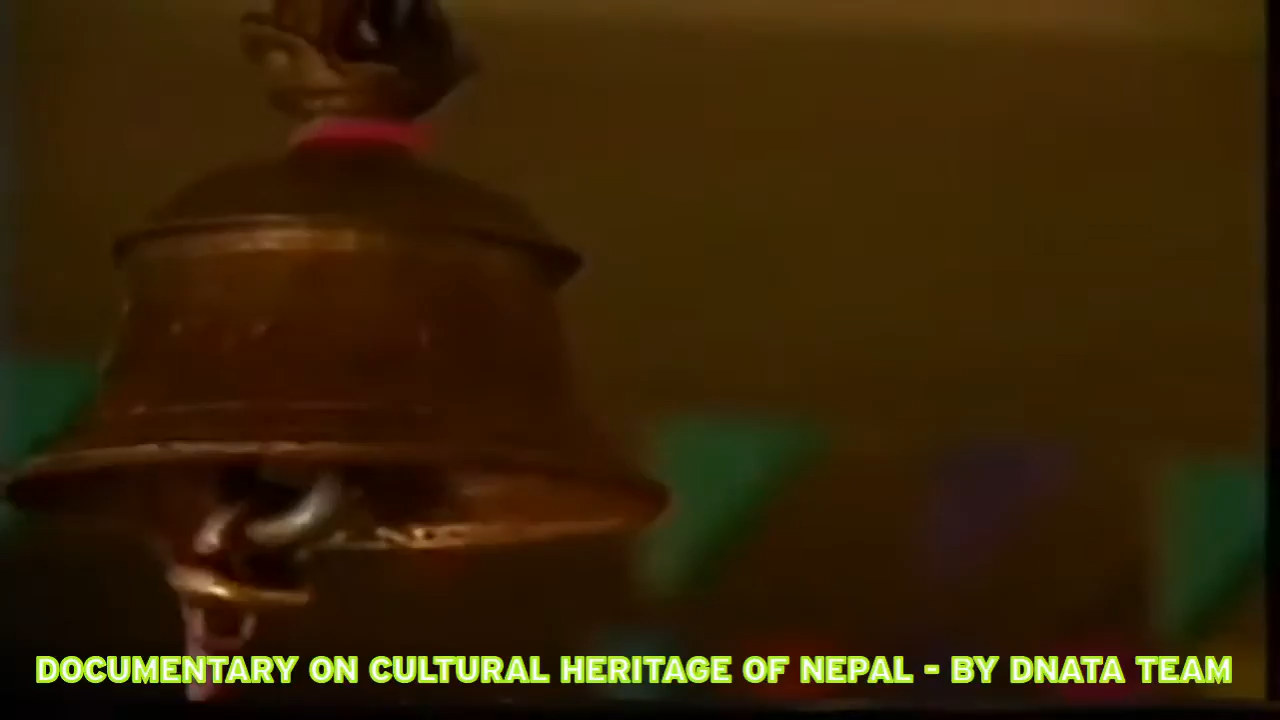 DOCUMENTARY ON CULTURAL HERITAGE OF NEPAL - BY DNATA TEAM